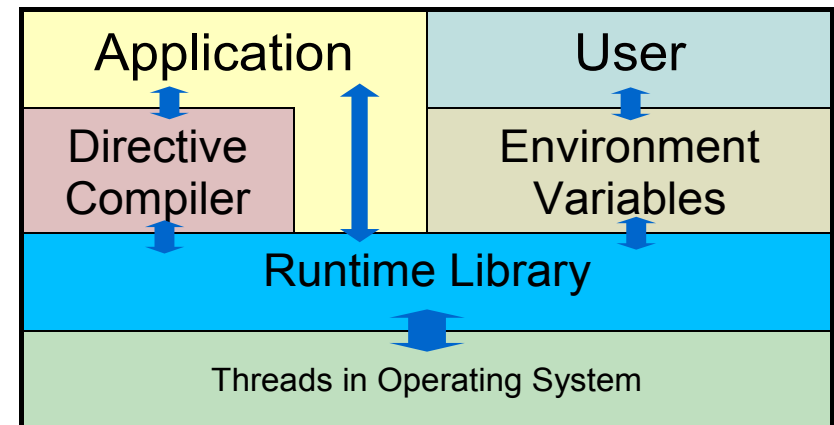 Application
User
Directive
Compiler
Environment
Variables
Runtime Library
Threads in Operating System